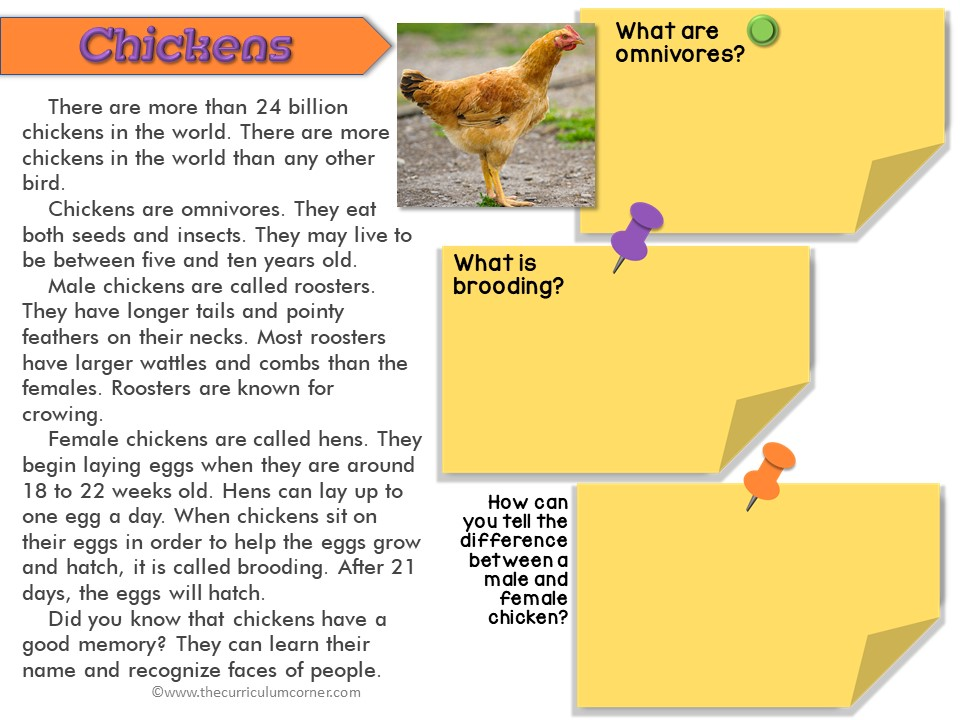 Chickens
There are more than 24 billion
chickens in the world. There are more
chickens in the world than any other
bird.
Chickens are omnivores. They eat
both seeds and insects. They may live to
be between five and ten years old.
Male chickens are called roosters.
They have longer tails and pointy
feathers on their necks. Most roosters
have larger wattles and combs than the
females. Roosters are known for
crowing.
Female chickens are called hens. They
begin laying eggs when they are around
18 to 22 weeks old. Hens can lay up to
one egg a day. When chickens sit on
their eggs in order to help the eggs grow
and hatch, it is called brooding. After 21
days, the eggs will hatch.
Did you know that chickens have a
good memory? They can learn their
name and recognize faces of people.
©www.thecurriculumcorner.com
What are
omnivores?
What is
brooding?
How can
you tell the
difference
between a
male and
female
chicken?